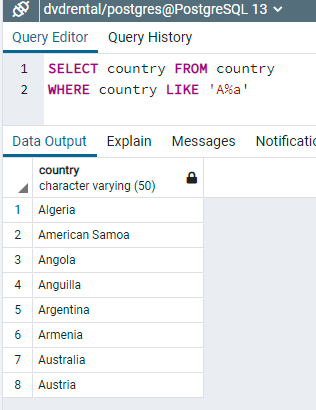 dvdrental/postgres@PostgreSQL 13
Query Editor Query History
1 SELECT country FROM country
2 WHERE country LIKE 'A%a'
Data Output Explain Messages Notificatio
country
character varying (50)
1 Algeria
2 American Samoa
3 Angola
4 Anguilla
5 Argentina
6 Armenia
7 Australia
8 Austria